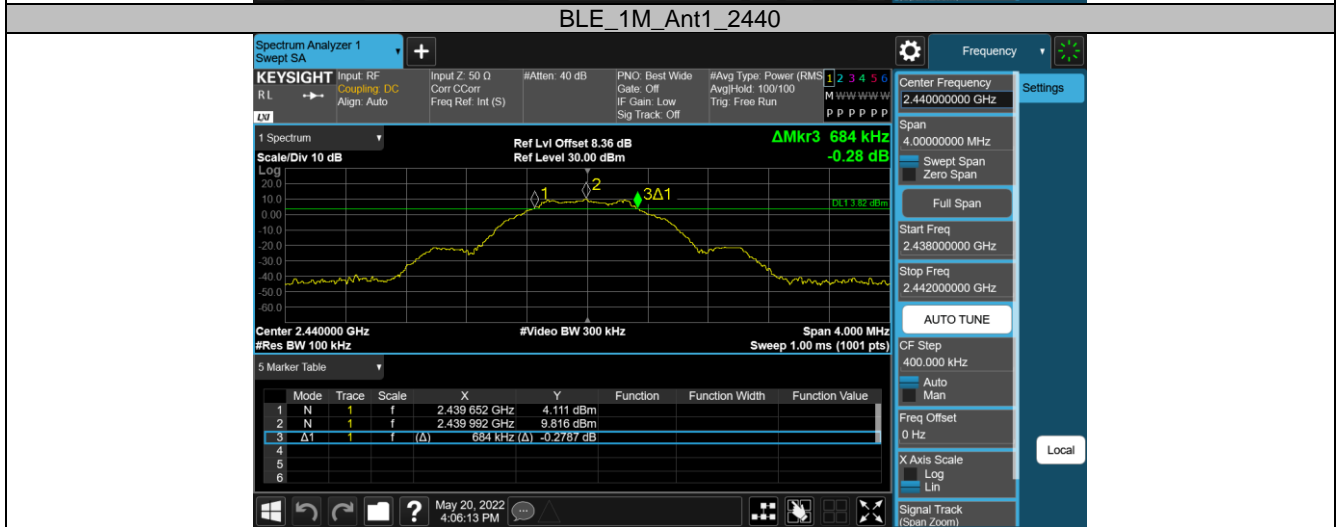 BLE_1M_Ant1_2440
Spectrum Analyzer 1
Swept SA
+
Frequency
KEYSIGHT
RL
LXI
Input: RF
Coupling: DC
Align: Auto
Input Z: 50 Ω
Corr CCorr
Freq Ref: Int (S)
#Atten: 40 dB
PNO: Best Wide
Gate: Off
IF Gain: Low
Sig Track: Off
#Avg Type: Power (RMS
Avg|Hold: 100/100
Trig: Free Run
1 2 3 4 5 6
M W W W W W
P P P P P P
1 Spectrum
Scale/Div 10 dB
Ref Lvl Offset 8.36 dB
Ref Level 30.00 dBm
ΔMkr3 684 kHz
-0.28 dB
Log
20.0
10.0
0.00
-10.0
-20.0
-30.0
-40.0
-50.0
-60.0
1
2
3Δ1
DL1 3.82 dBm
Center 2.440000 GHz
#Res BW 100 kHz
#Video BW 300 kHz
Span 4.000 MHz
Sweep 1.00 ms (1001 pts)
5 Marker Table
Mode Trace Scale X Y Function Function Width Function Value
1 N 1 f 2.439 652 GHz 4.111 dBm
2 N 1 f 2.439 992 GHz 9.816 dBm
3 Δ1 1 f (Δ) 684 kHz (Δ) -0.2787 dB
4
5
6
Center Frequency
2.440000000 GHz
Settings
Span
4.00000000 MHz
Swept Span
Zero Span
Full Span
Start Freq
2.438000000 GHz
Stop Freq
2.442000000 GHz
AUTO TUNE
CF Step
400.000 kHz
Auto
Man
Freq Offset
0 Hz
X Axis Scale
Log
Lin
Local
Signal Track
(Span Zoom)
?
May 20, 2022
4:06:13 PM